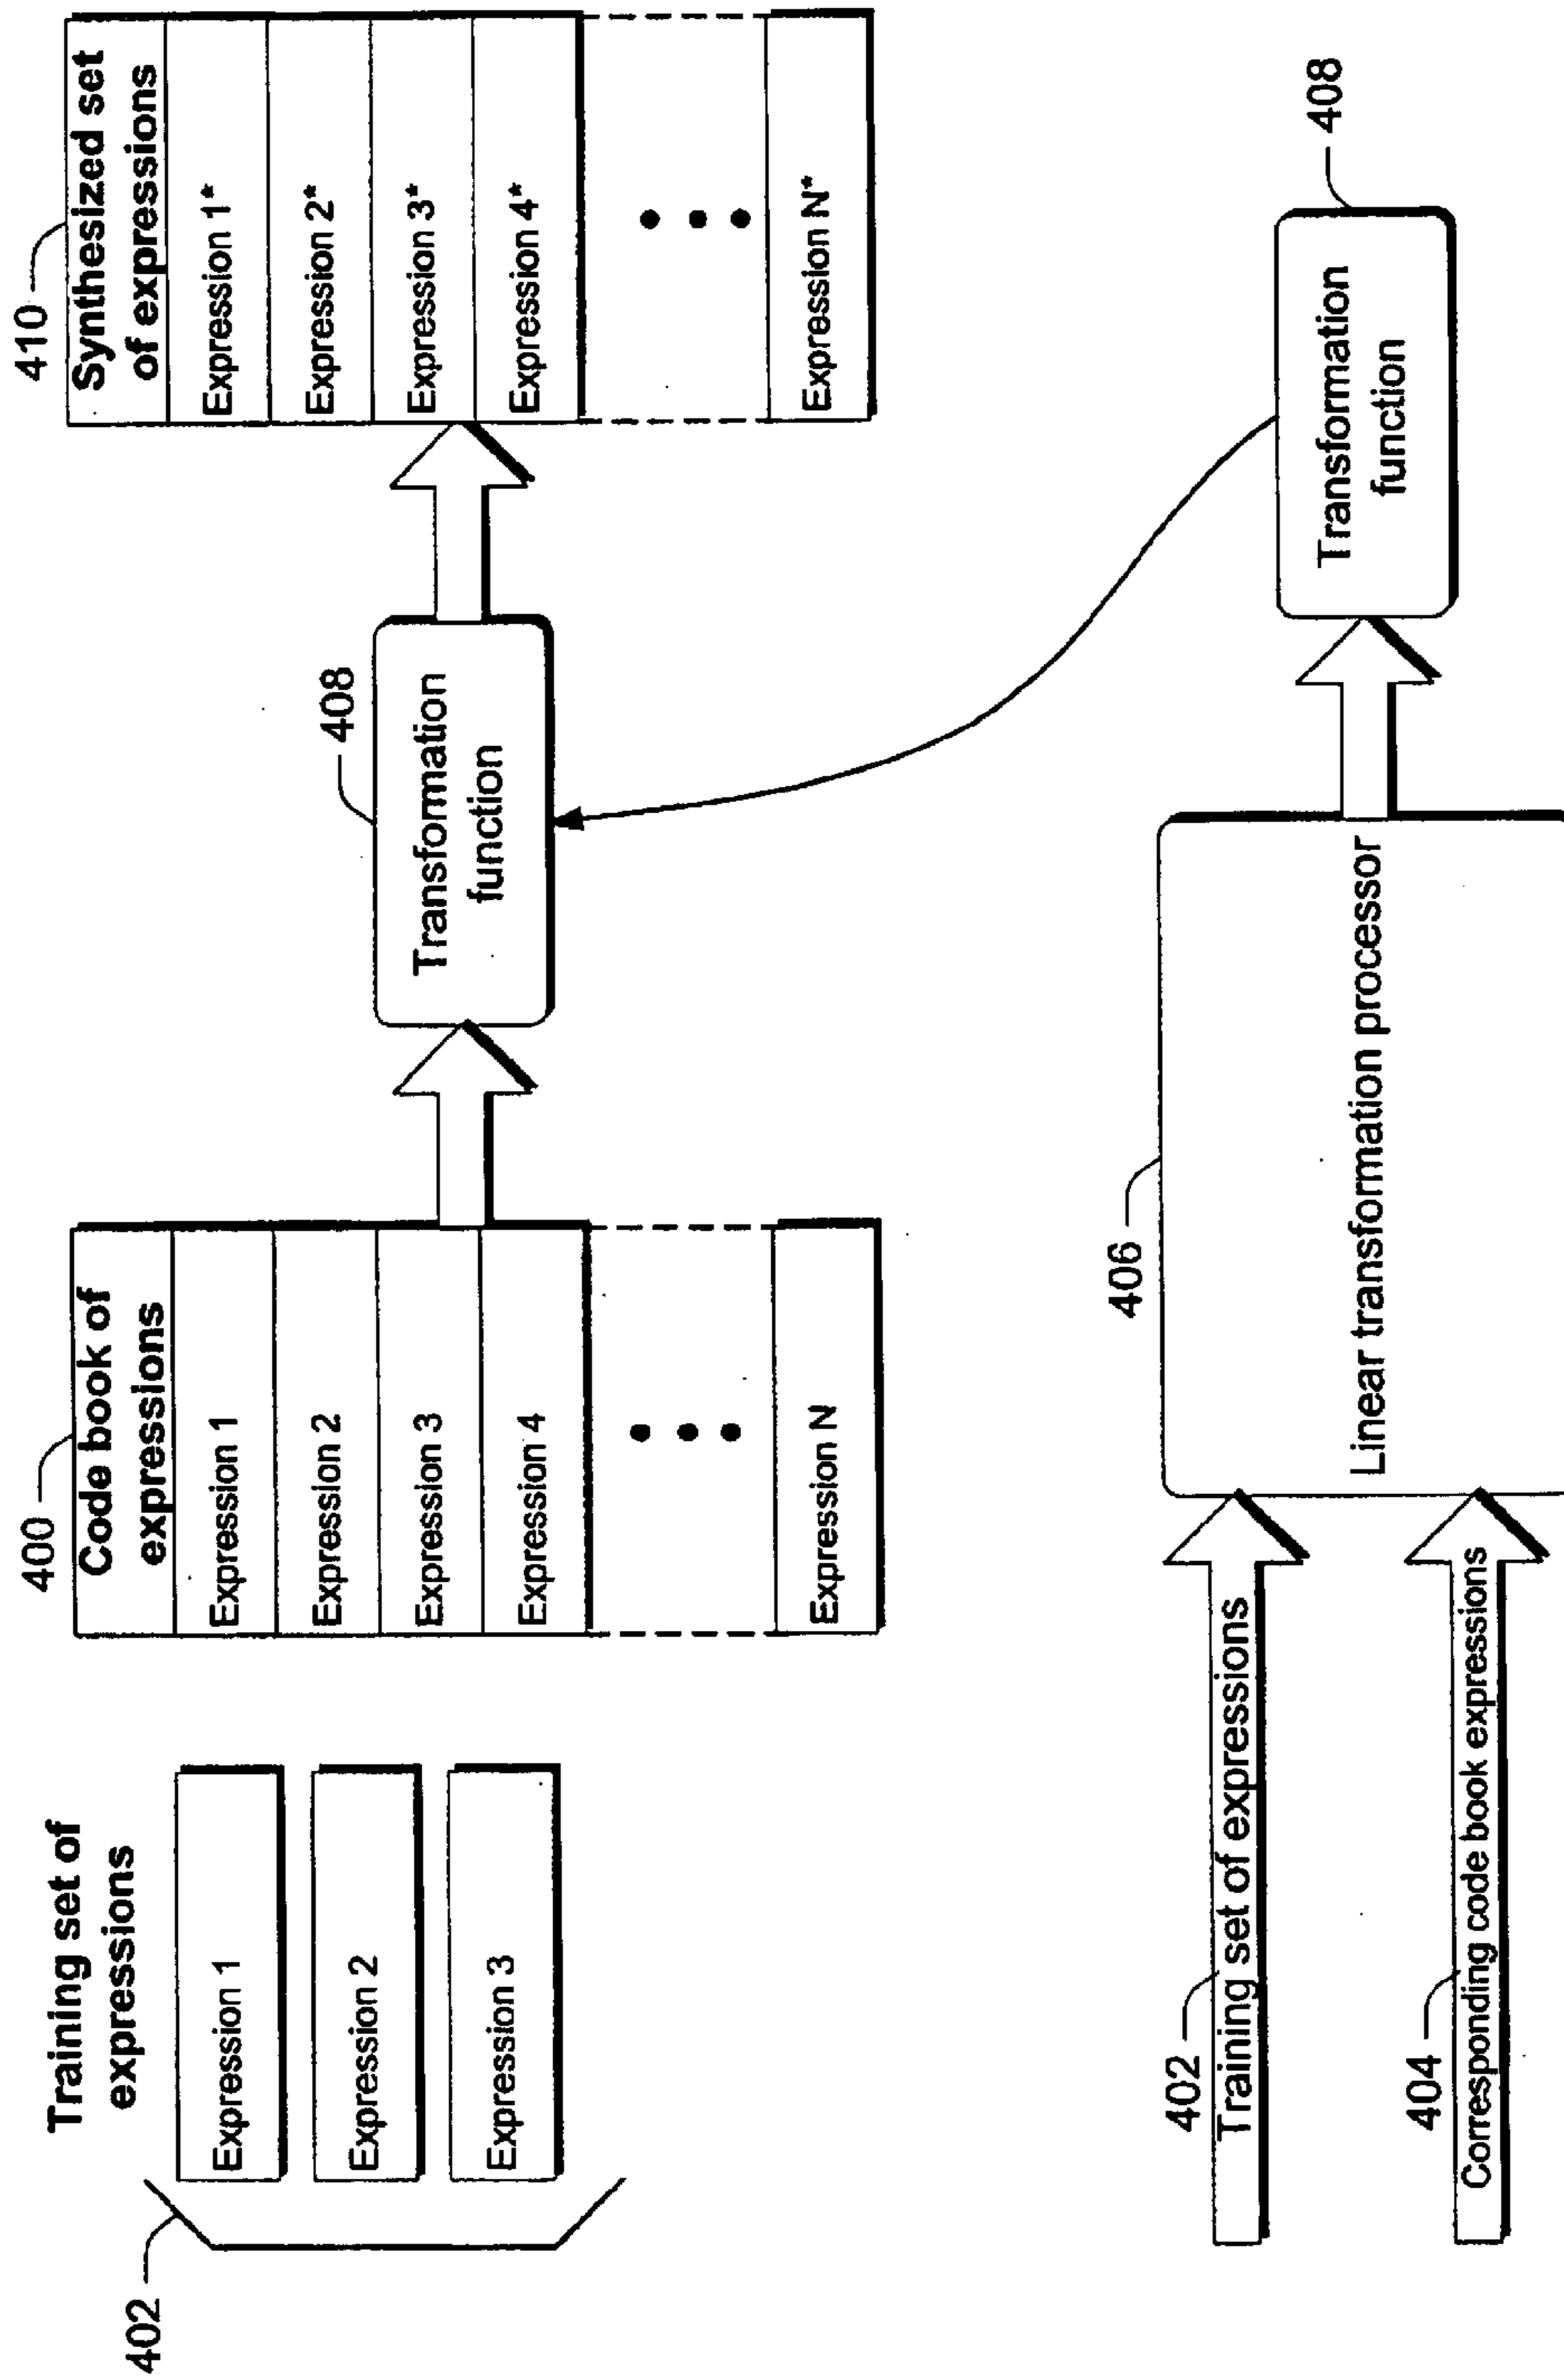 Training set of
expressions
402
Expression 1
Expression 2
Expression 3
400
Code book of
expressions
Expression 1
Expression 2
Expression 3
Expression 4
Expression N
408
Transformation
function
410
Synthesized set
of expressions
Expression 1*
Expression 2*
Expression 3*
Expression 4*
Expression N*
402
Training set of expressions
404
Corresponding code book expressions
406
Linear transformation processor
408
Transformation
function